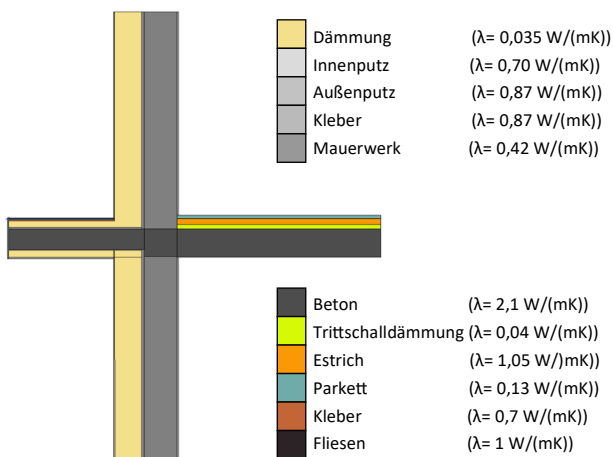 Dämmung (λ= 0,035 W/(mK))
Innenputz (λ= 0,70 W/(mK))
Außenputz (λ= 0,87 W/(mK))
Kleber (λ= 0,87 W/(mK))
Mauerwerk (λ= 0,42 W/(mK))
Beton (λ= 2,1 W/(mK))
Trittschalldämmung (λ= 0,04 W/(mK))
Estrich (λ= 1,05 W/)mK))
Parkett (λ= 0,13 W/(mK))
Kleber (λ= 0,7 W/(mK))
Fliesen (λ= 1 W/(mK))